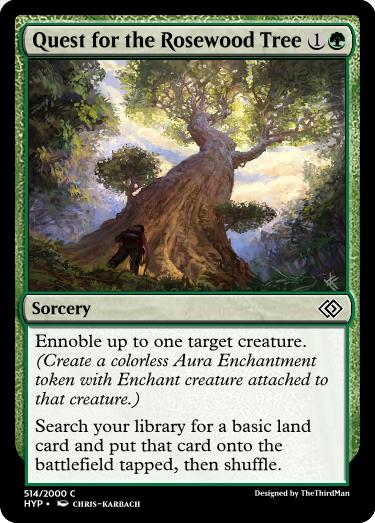 Quest for the Rosewood Tree 1
Sorcery
Ennoble up to one target creature.
(Create a colorless Aura Enchantment
token with Enchant creature attached to
that creature.)
Search your library for a basic land
card and put that card onto the
battlefield tapped, then shuffle.
514/2000 C
HYP • CHRIS-KARBACH
Designed by TheThirdMan